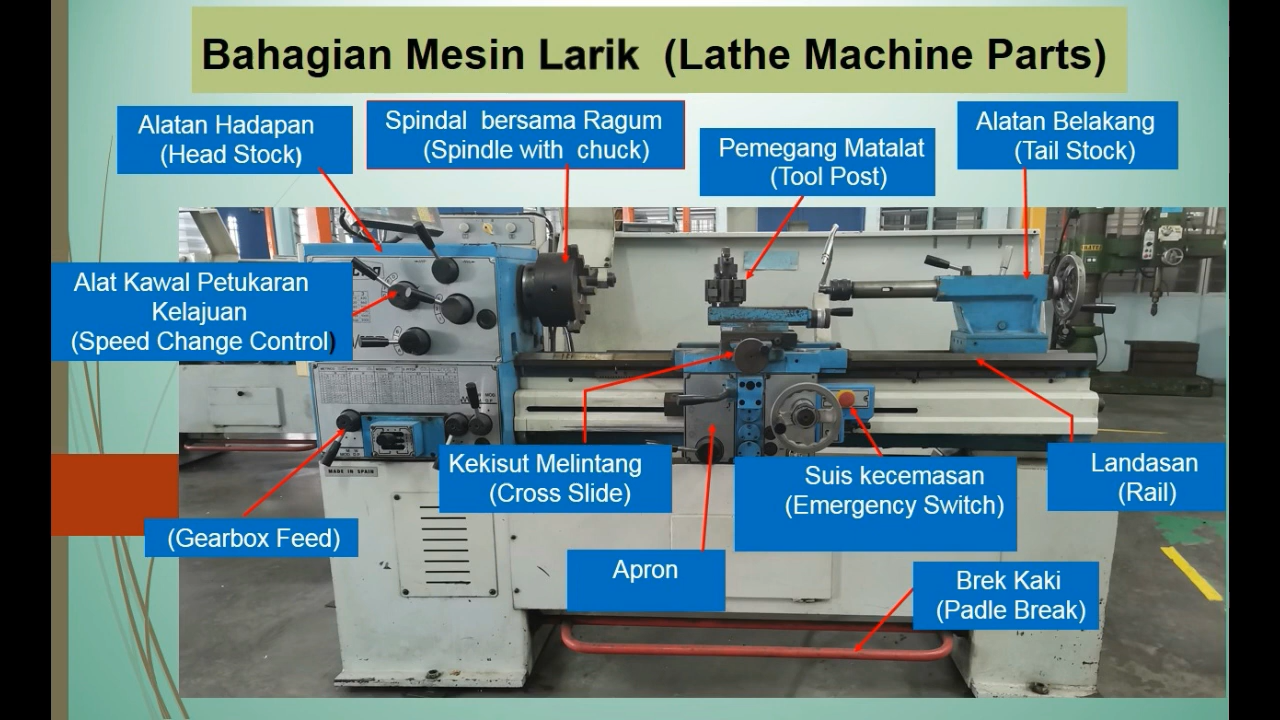 Bahagian Mesin Larik (Lathe Machine Parts)
Alatan Hadapan
(Head Stock)
Spindal bersama Ragum
(Spindle with chuck)
Pemegang Matalat
(Tool Post)
Alatan Belakang
(Tail Stock)
Alat Kawal Petukaran
Kelajuan
(Speed Change Control)
Kekisut Melintang
(Cross Slide)
Suis kecemasan
(Emergency Switch)
Landasan
(Rail)
MADE IN SPAIN
(Gearbox Feed)
Apron
Brek Kaki
(Padle Break)